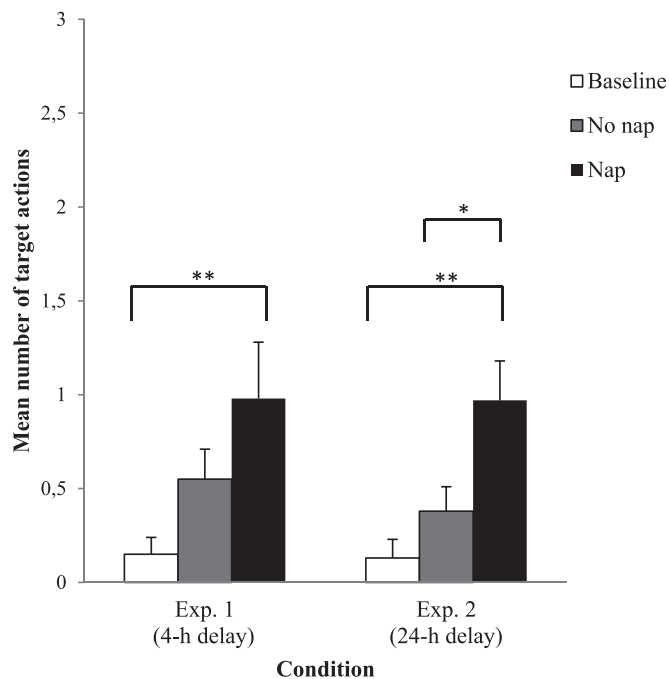 3
2,5
2
1,5
1
0,5
0
Mean number of target actions
Baseline
No nap
Nap
*
**
**
Exp. 1
(4-h delay)
Exp. 2
(24-h delay)
Condition